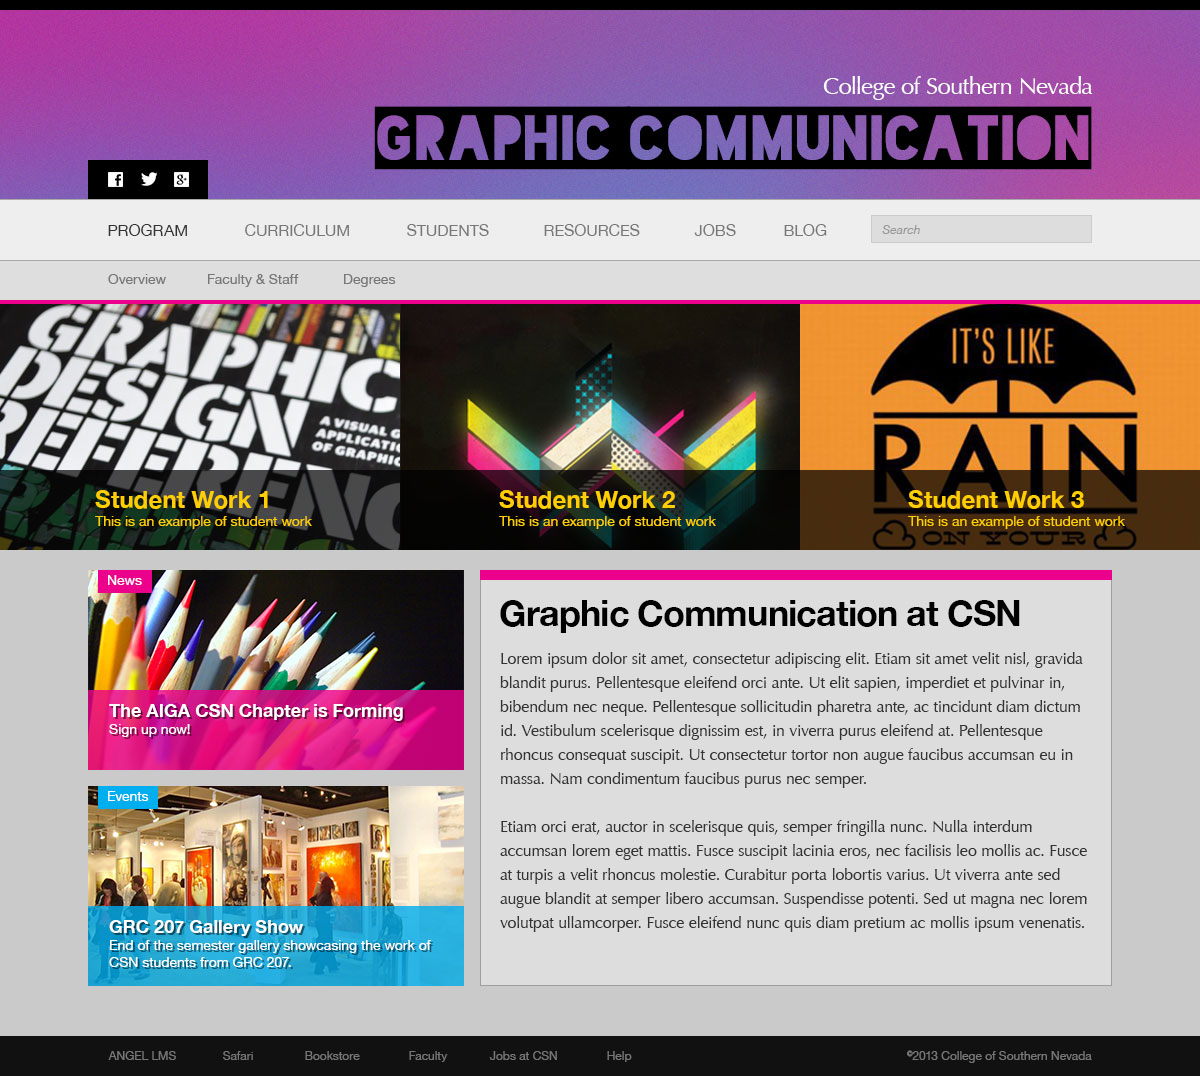 College of Southern Nevada
GRAPHIC COMMUNICATION
PROGRAM CURRICULUM STUDENTS RESOURCES JOBS BLOG Search
Overview Faculty & Staff Degrees
GRAPHIC
DESIGN
REFERENC
A VISUAL
APPLICATIO
OF GRAPHIC
Student Work 1
This is an example of student work
Student Work 2
This is an example of student work
IT'S LIKE
RAIN
ON YOUR
Student Work 3
This is an example of student work
News
The AIGA CSN Chapter is Forming
Sign up now!
Events
GRC 207 Gallery Show
End of the semester gallery showcasing the work of
CSN students from GRC 207.
Graphic Communication at CSN
Lorem ipsum dolor sit amet, consectetur adipiscing elit. Etiam sit amet velit nisl, gravida
blandit purus. Pellentesque eleifend orci ante. Ut elit sapien, imperdiet et pulvinar in,
bibendum nec neque. Pellentesque sollicitudin pharetra ante, ac tincidunt diam dictum
id. Vestibulum scelerisque dignissim est, in viverra purus eleifend at. Pellentesque
rhoncus consequat suscipit. Ut consectetur tortor non augue faucibus accumsan eu in
massa. Nam condimentum faucibus purus nec semper.
Etiam orci erat, auctor in scelerisque quis, semper fringilla nunc. Nulla interdum
accumsan lorem eget mattis. Fusce suscipit lacinia eros, nec facilisis leo mollis ac. Fusce
at turpis a velit rhoncus molestie. Curabitur porta lobortis varius. Ut viverra ante sed
augue blandit at semper libero accumsan. Suspendisse potenti. Sed ut magna nec lorem
volutpat ullamcorper. Fusce eleifend nunc quis diam pretium ac mollis ipsum venenatis.
ANGEL LMS Safari Bookstore Faculty Jobs at CSN Help ©2013 College of Southern Nevada